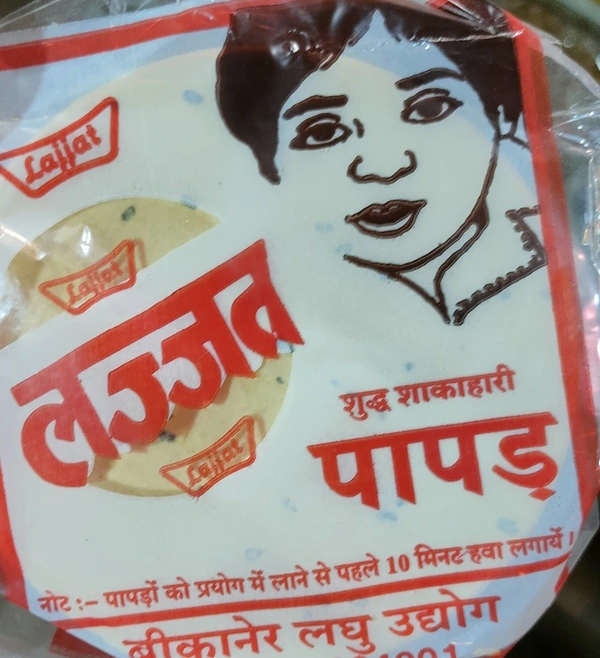 Lajjat
Lajjat
लज्जत
Lajjat
शुद्ध शाकाहारी
पापड़
नोट :– पापड़ों को प्रयोग में लाने से पहले 10 मिनट हवा लगायें।
बीकानेर लघु उद्योग